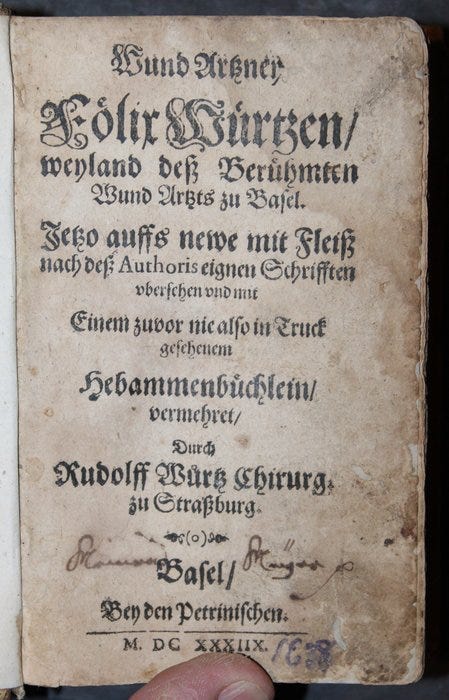 Wund Artzney
Fölix Würtzen/
weyland deß Berühmten
Wund Artzts zu Basel.
Jetzo auffs newe mit Fleiß
nach deß Authoris eignen Schrifften
vbersehen vnd mit
Einem zuvor nie also in Truck
gesehenem
Hebammenbüchlein/
vermehret/
Durch
Rudolff Würtz Chirurg.
zu Straßburg.
(o)
Basel/
Bey den Petrinischen.
M. DC XXXIIX.
1638